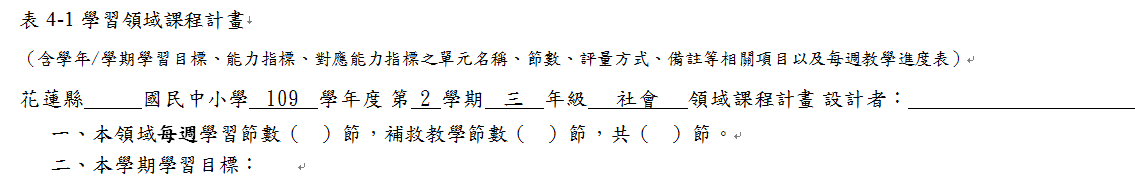 表 4-1 學習領域課程計畫
（含學年/學期學習目標、能力指標、對應能力指標之單元名稱、節數、評量方式、備註等相關項目以及每週教學進度表）
花蓮縣______國民中小學 109 學年度 第 2 學期 三 年級 社會 領域課程計畫 設計者：____________________
一、本領域每週學習節數（　）節，補救教學節數（　）節，共（　）節。
二、本學期學習目標：